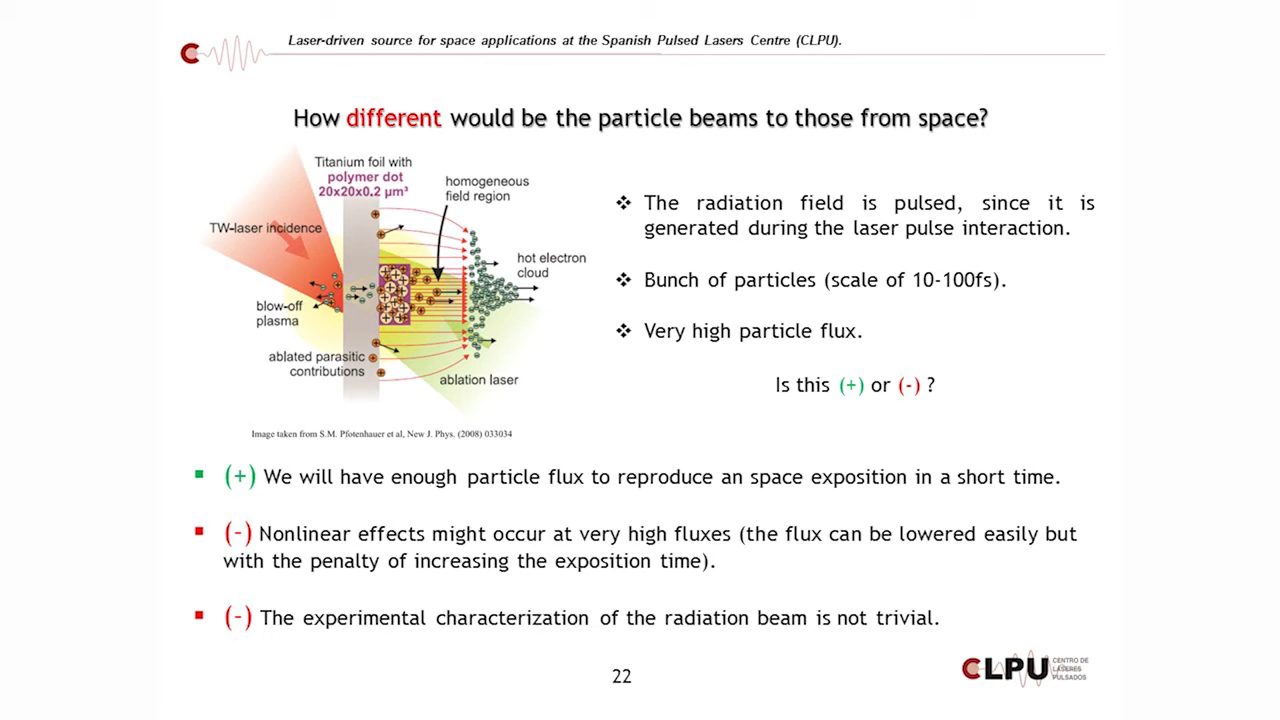 Laser-driven source for space applications at the Spanish Pulsed Lasers Centre (CLPU).
How different would be the particle beams to those from space?
Titanium foil with
polymer dot
20x20x0.2 µm³
homogeneous
field region
TW-laser incidence
hot electron
cloud
blow-off
plasma
ablated parasitic
contributions
ablation laser
Image taken from S.M. Pfotenhauer et al, New J. Phys. (2008) 033034
❖ The radiation field is pulsed, since it is
generated during the laser pulse interaction.
❖ Bunch of particles (scale of 10-100fs).
❖ Very high particle flux.
Is this (+) or (-) ?
▪ (+) We will have enough particle flux to reproduce an space exposition in a short time.
▪ (-) Nonlinear effects might occur at very high fluxes (the flux can be lowered easily but
with the penalty of increasing the exposition time).
▪ (-) The experimental characterization of the radiation beam is not trivial.
22
CLPU
CENTRO DE
LÁSERES
PULSADOS